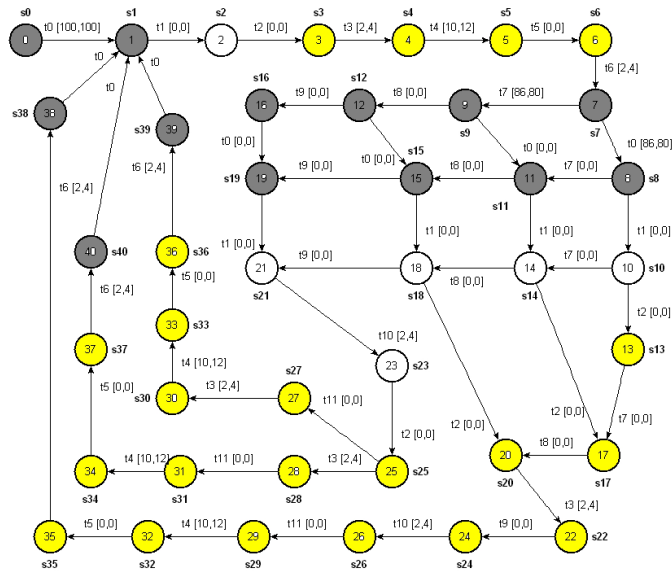 s0 s1 s2 s3 s4 s5 s6
t0 [100,100] t1 [0,0] t2 [0,0] t3 [2,4] t4 [10,12] t5 [0,0]
0 1 2 3 4 5 6
t0 t0 t0 t6 [2,4]
s16 s12
t9 [0,0] t8 [0,0] t7 [86,80]
16 12 9 7
s38 38 s39 39 s9 s7
t0 [0,0] t0 [0,0] t0 [0,0] t0 [86,80]
s15
t6 [2,4] t6 [2,4]
t9 [0,0] t8 [0,0] t7 [0,0]
s19 19 15 11 8 s8
s11
t1 [0,0] t1 [0,0] t1 [0,0] t1 [0,0]
40 s40 36 s36
t9 [0,0] t8 [0,0] t7 [0,0]
21 18 14 10
s21 s18 s14 s10
t6 [2,4] t5 [0,0]
t2 [0,0]
33 s33 t10 [2,4]
37 s37 23 s23 13 s13
t4 [10,12] s27
t5 [0,0] s30 30 t3 [2,4] 27 t11 [0,0] t2 [0,0]
t2 [0,0] t2 [0,0] t7 [0,0]
t4 [10,12] t11 [0,0] t3 [2,4] t8 [0,0]
34 31 28 25 s25 20 17
s34 s31 s28 s20 s17
t3 [2,4]
t5 [0,0] t4 [10,12] t11 [0,0] t10 [2,4] t9 [0,0]
35 32 29 26 24 22 s22
s35 s32 s29 s26 s24